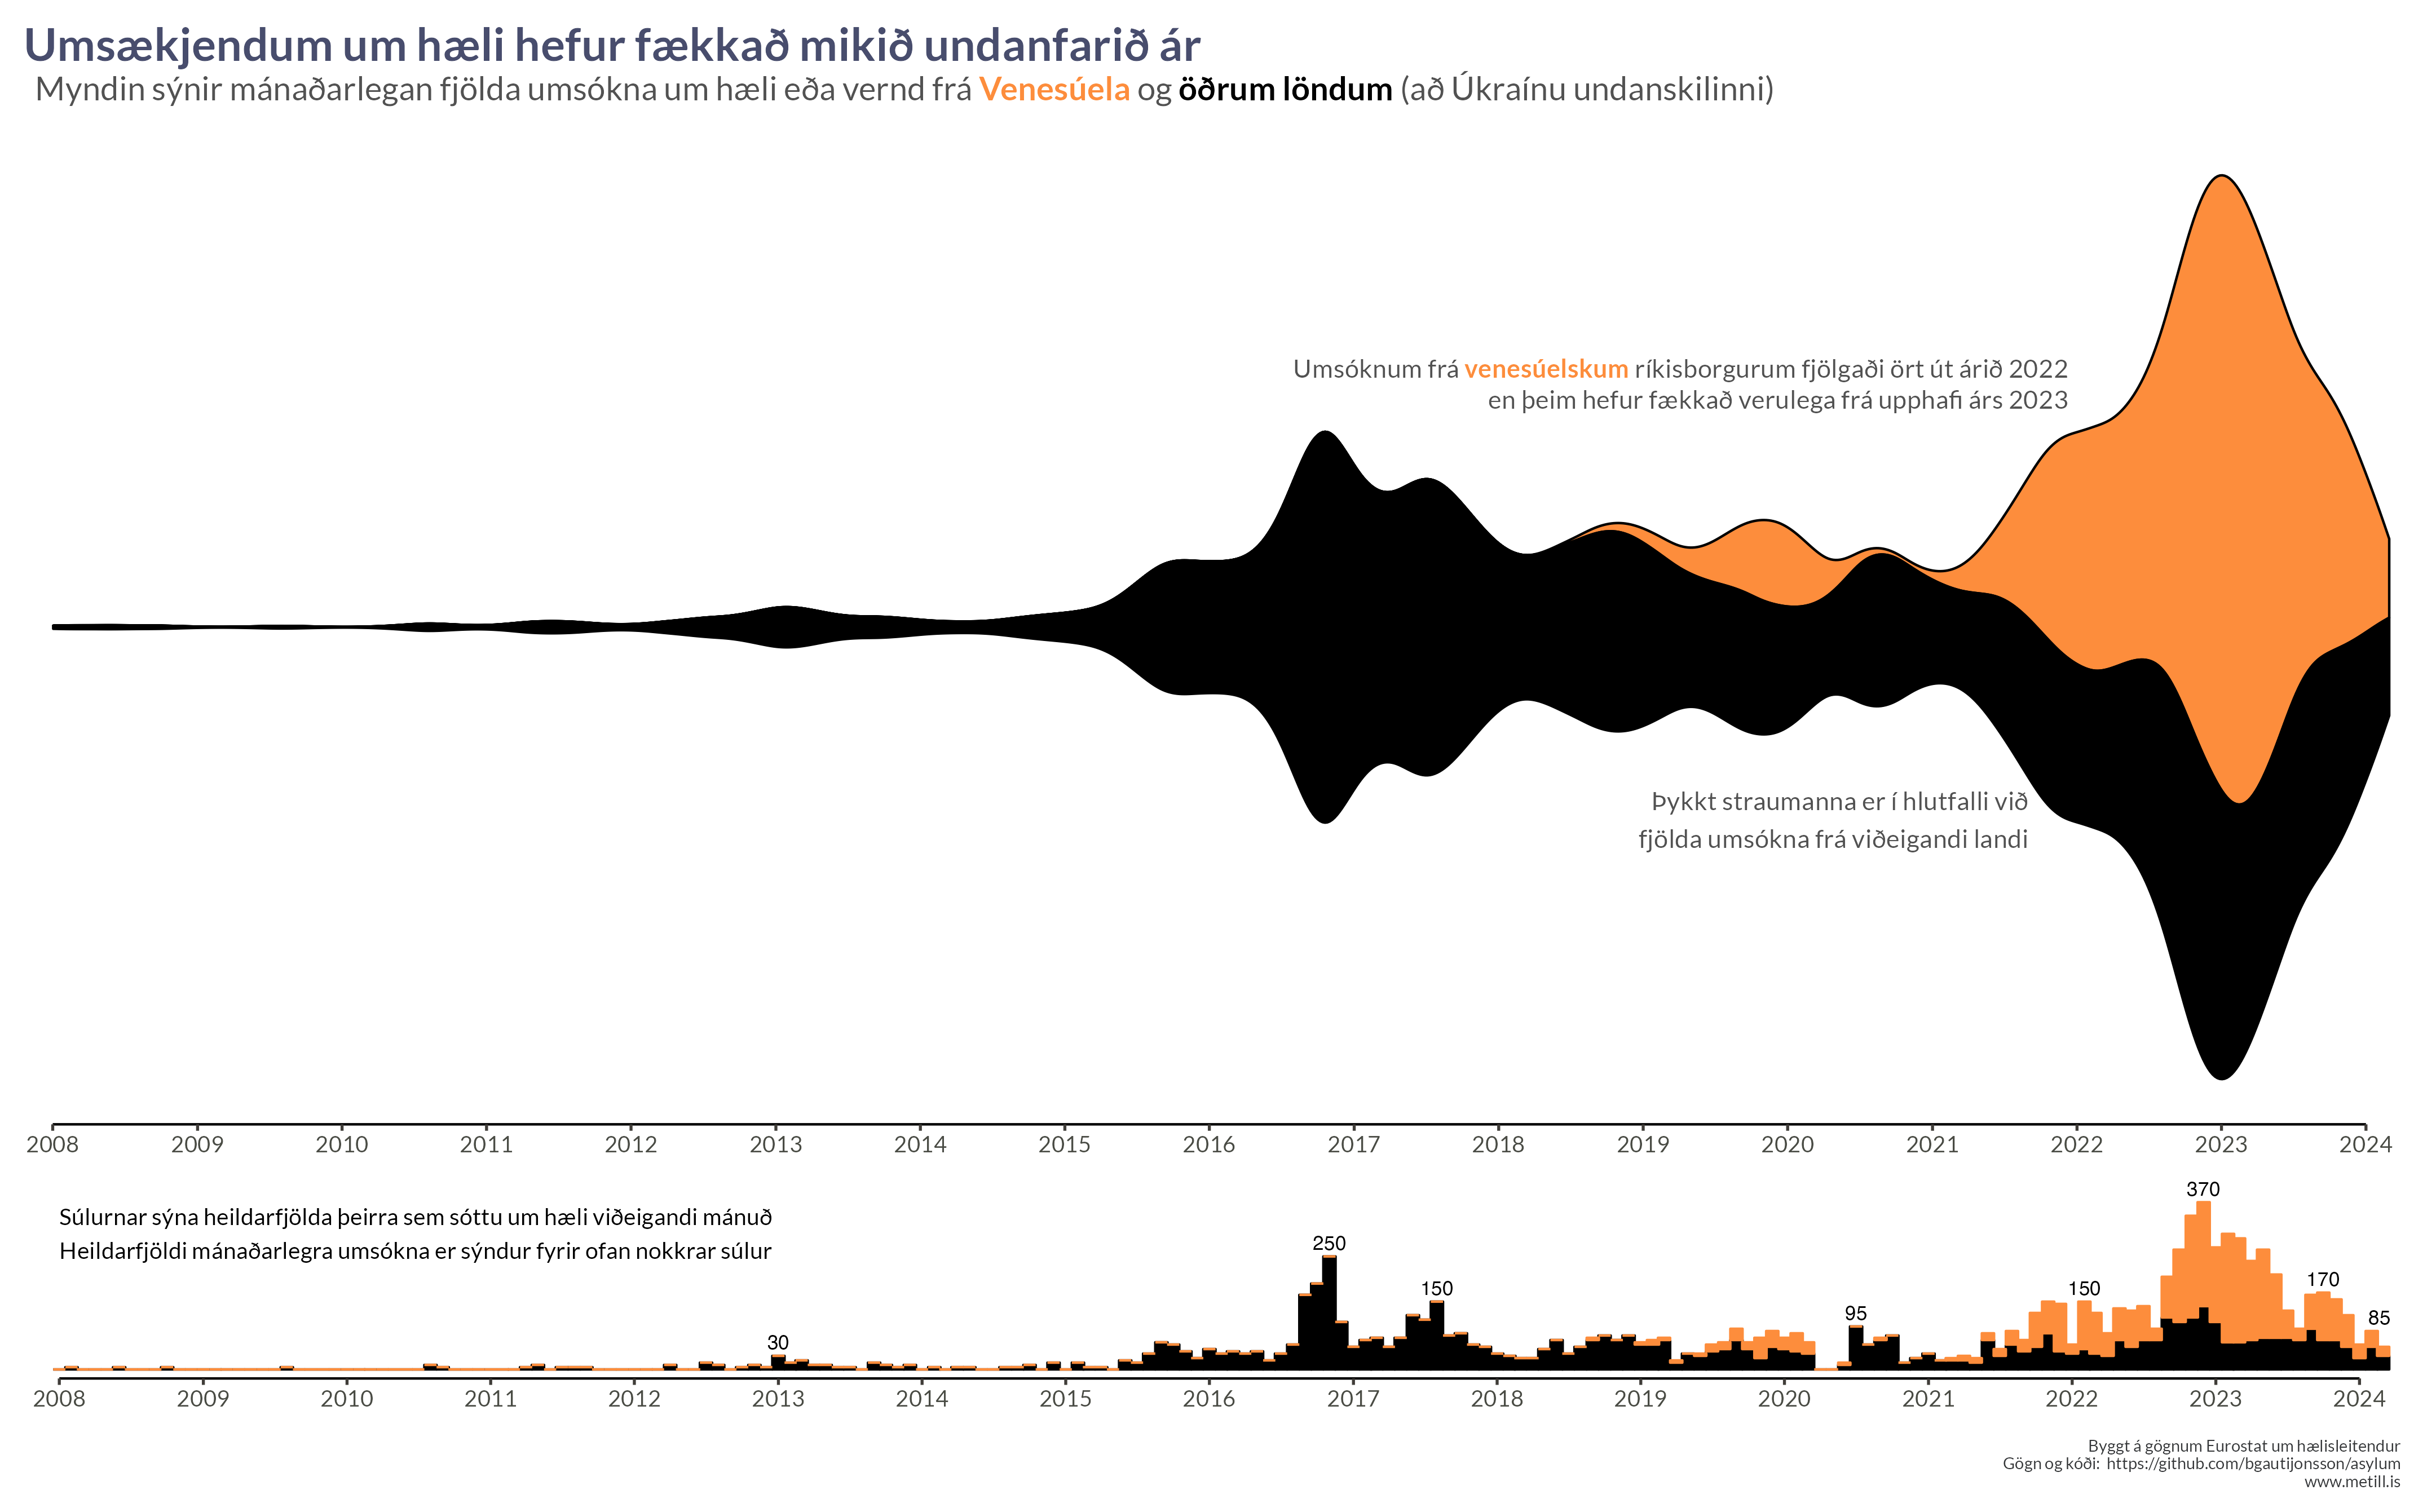 Umsækjendum um hæli hefur fækkað mikið undanfarið ár
Myndin sýnir mánaðarlegan fjölda umsókna um hæli eða vernd frá Venesúela og öðrum löndum (að Úkraínu undanskilinni)
Umsóknum frá venesúelskum ríkisborgurum fjölgaði ört út árið 2022
en þeim hefur fækkað verulega frá upphafi árs 2023
Þykkt straumanna er í hlutfalli við
fjölda umsókna frá viðeigandi landi
2008 2009 2010 2011 2012 2013 2014 2015 2016 2017 2018 2019 2020 2021 2022 2023 2024
Súlurnar sýna heildarfjölda þeirra sem sóttu um hæli viðeigandi mánuð
Heildarfjöldi mánaðarlegra umsókna er sýndur fyrir ofan nokkrar súlur
30 250 150 95 150 370 170 85
2008 2009 2010 2011 2012 2013 2014 2015 2016 2017 2018 2019 2020 2021 2022 2023 2024
Byggt á gögnum Eurostat um hælisleitendur
Gögn og kóði: https://github.com/bgautijonsson/asylum
www.metill.is